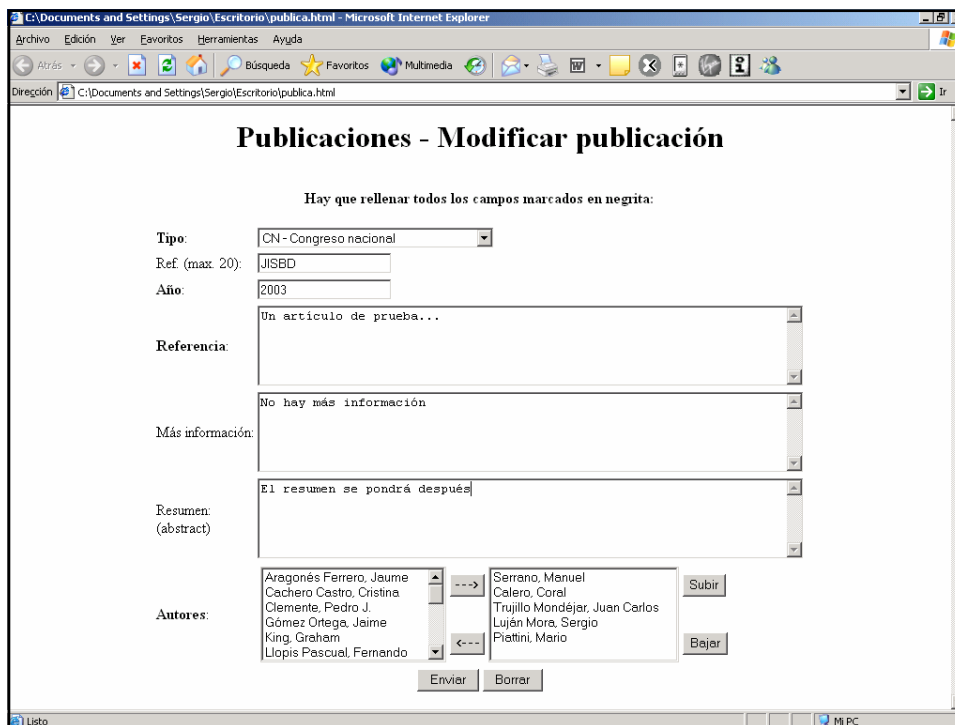 C:\Documents and Settings\Sergio\Escritorio\publica.html - Microsoft Internet Explorer
Archivo Edición Ver Favoritos Herramientas Ayuda
Atrás Búsqueda Favoritos Multimedia
Dirección C:\Documents and Settings\Sergio\Escritorio\publica.html Ir
Publicaciones - Modificar publicación
Hay que rellenar todos los campos marcados en negrita:
Tipo: CN - Congreso nacional
Ref. (max. 20): JISBD
Año: 2003
Referencia: Un artículo de prueba...
Más información: No hay más información
Resumen: (abstract) El resumen se pondrá después
Autores:
Aragonés Ferrero, Jaume
Cachero Castro, Cristina
Clemente, Pedro J.
Gómez Ortega, Jaime
King, Graham
Llopis Pascual, Fernando
--->
<---
Serrano, Manuel
Calero, Coral
Trujillo Mondéjar, Juan Carlos
Luján Mora, Sergio
Piattini, Mario
Subir
Bajar
Enviar Borrar
Listo Mi PC